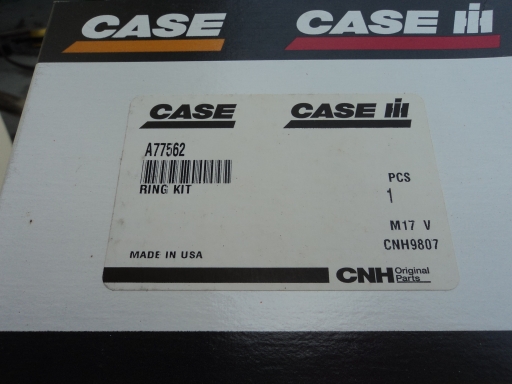 CASE CASE IH
CASE CASE IH
A77562
RING KIT
PCS
1
M17 V
CNH9807
MADE IN USA
CNH Original Parts